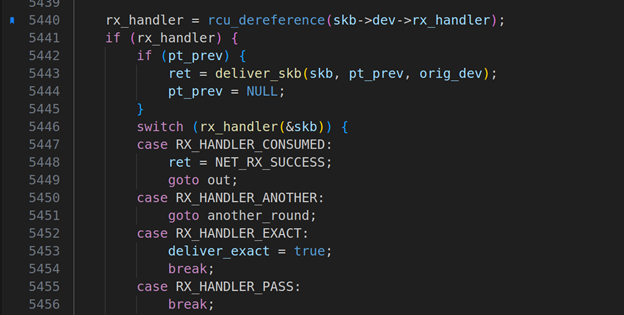 5439
5440 rx_handler = rcu_dereference(skb->dev->rx_handler);
5441 if (rx_handler) {
5442 if (pt_prev) {
5443 ret = deliver_skb(skb, pt_prev, orig_dev);
5444 pt_prev = NULL;
5445 }
5446 switch (rx_handler(&skb)) {
5447 case RX_HANDLER_CONSUMED:
5448 ret = NET_RX_SUCCESS;
5449 goto out;
5450 case RX_HANDLER_ANOTHER:
5451 goto another_round;
5452 case RX_HANDLER_EXACT:
5453 deliver_exact = true;
5454 break;
5455 case RX_HANDLER_PASS:
5456 break;